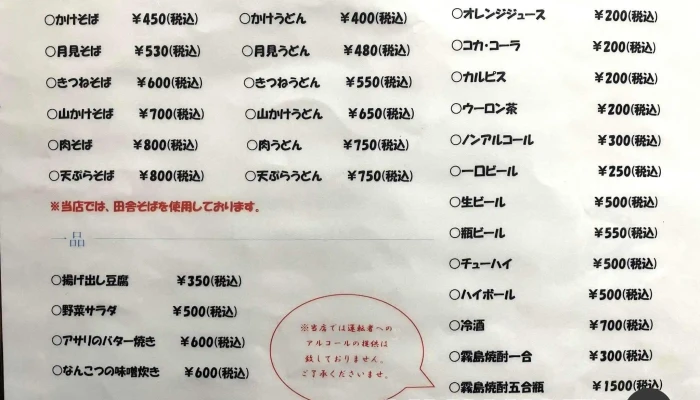 ○かけそば ¥450(税込)
○月見そば ¥530(税込)
○きつねそば ¥600(税込)
○山かけそば ¥700(税込)
○肉そば ¥800(税込)
○天ぷらそば ¥800(税込)
○かけうどん ¥400(税込)
○月見うどん ¥480(税込)
○きつねうどん ¥550(税込)
○山かけうどん ¥650(税込)
○肉うどん ¥750(税込)
○天ぷらうどん ¥750(税込)
※当店では、田舎そばを使用しております。
一品
○揚げ出し豆腐 ¥350(税込)
○野菜サラダ ¥500(税込)
○アサリのバター焼き ¥600(税込)
○なんこつの味噌炊き ¥600(税込)
※当店では運転者への
アルコールの提供は
致しておりません。
ご了承くださいませ。
○オレンジジュース ¥200(税込)
○コカ・コーラ ¥200(税込)
○カルピス ¥200(税込)
○ウーロン茶 ¥200(税込)
○ノンアルコール ¥300(税込)
○一口ビール ¥250(税込)
○生ビール ¥500(税込)
○瓶ビール ¥550(税込)
○チューハイ ¥500(税込)
○ハイボール ¥500(税込)
○冷酒 ¥700(税込)
○霧島焼酎一合 ¥300(税込)
○霧島焼酎五合瓶 ¥1500(税込)